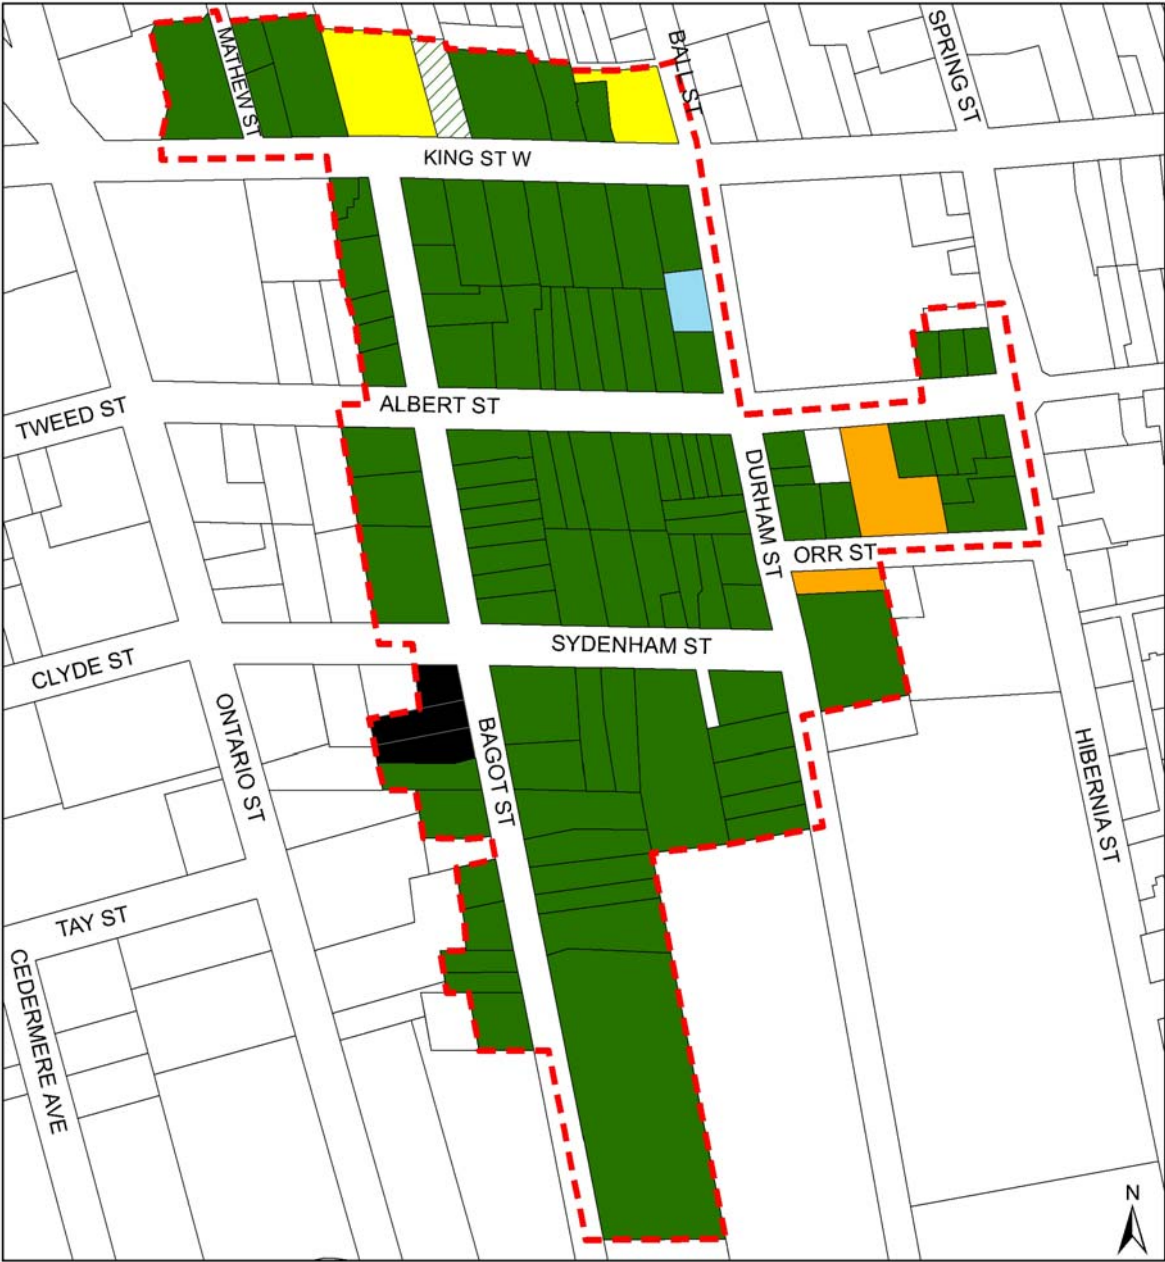 SPRING ST
MATHEW ST
BALL ST
KING ST W
ALBERT ST
TWEED ST
DURHAM ST
ORR ST
SYDENHAM ST
CLYDE ST
ONTARIO ST
BAGOT ST
HIBERNIA ST
TAY ST
CEDERMERE AVE
N